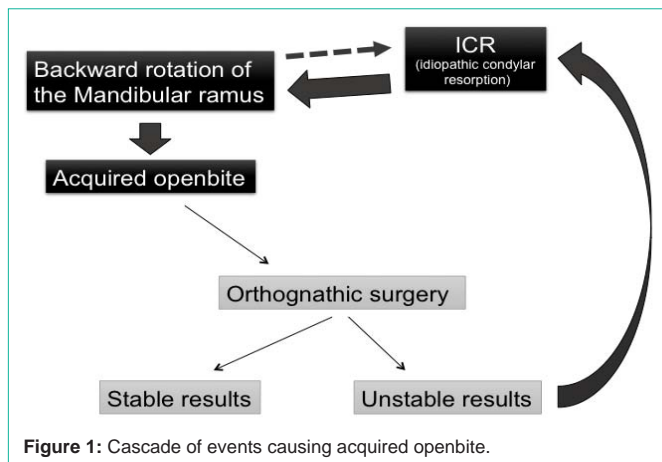 Backward rotation of
the Mandibular ramus
ICR
(idiopathic condylar
resorption)
Acquired openbite
Orthognathic surgery
Stable results
Unstable results
Figure 1: Cascade of events causing acquired openbite.